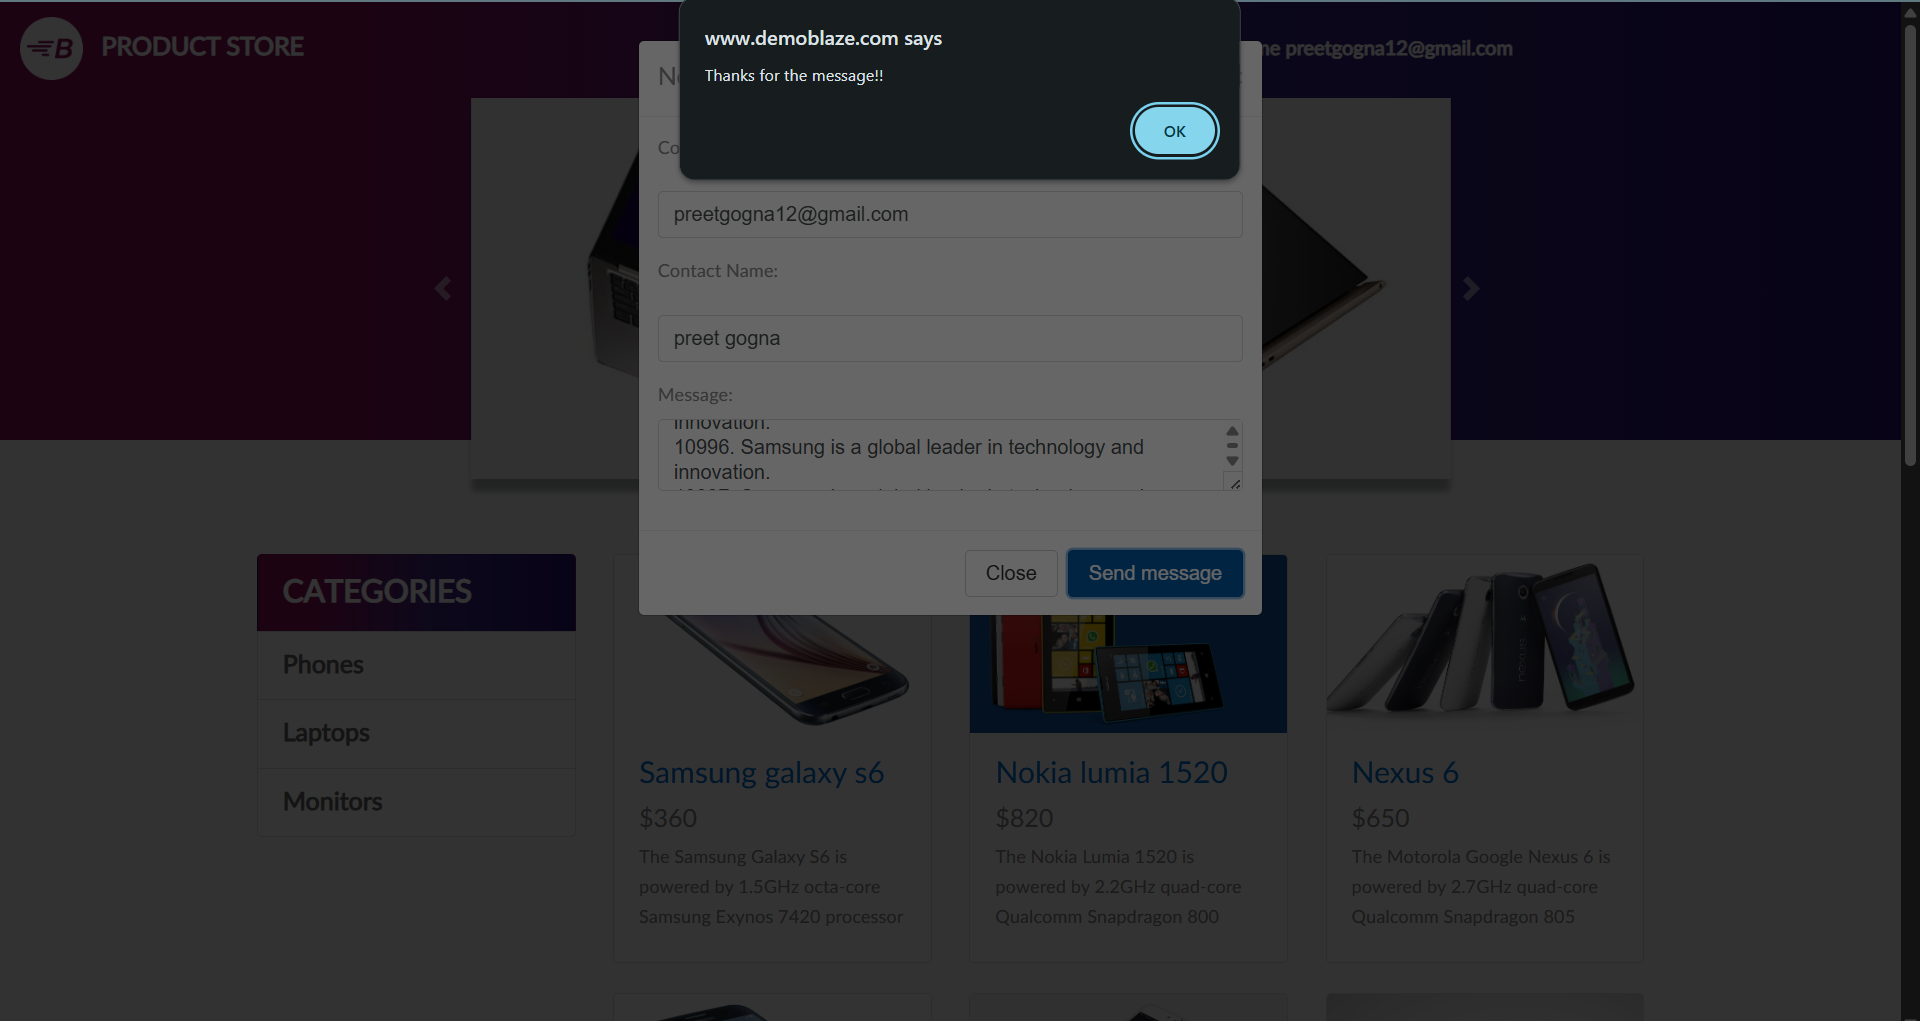 B PRODUCT STORE
me preetgogna12@gmail.com
www.demoblaze.com says
Thanks for the message!!
OK
preetgogna12@gmail.com
Contact Name:
preet gogna
Message:
innovation.
10996. Samsung is a global leader in technology and
innovation.
Close
Send message
CATEGORIES
Phones
Laptops
Monitors
Samsung galaxy s6
$360
The Samsung Galaxy S6 is
powered by 1.5GHz octa-core
Samsung Exynos 7420 processor
Nokia lumia 1520
$820
The Nokia Lumia 1520 is
powered by 2.2GHz quad-core
Qualcomm Snapdragon 800
Nexus 6
$650
The Motorola Google Nexus 6 is
powered by 2.7GHz quad-core
Qualcomm Snapdragon 805